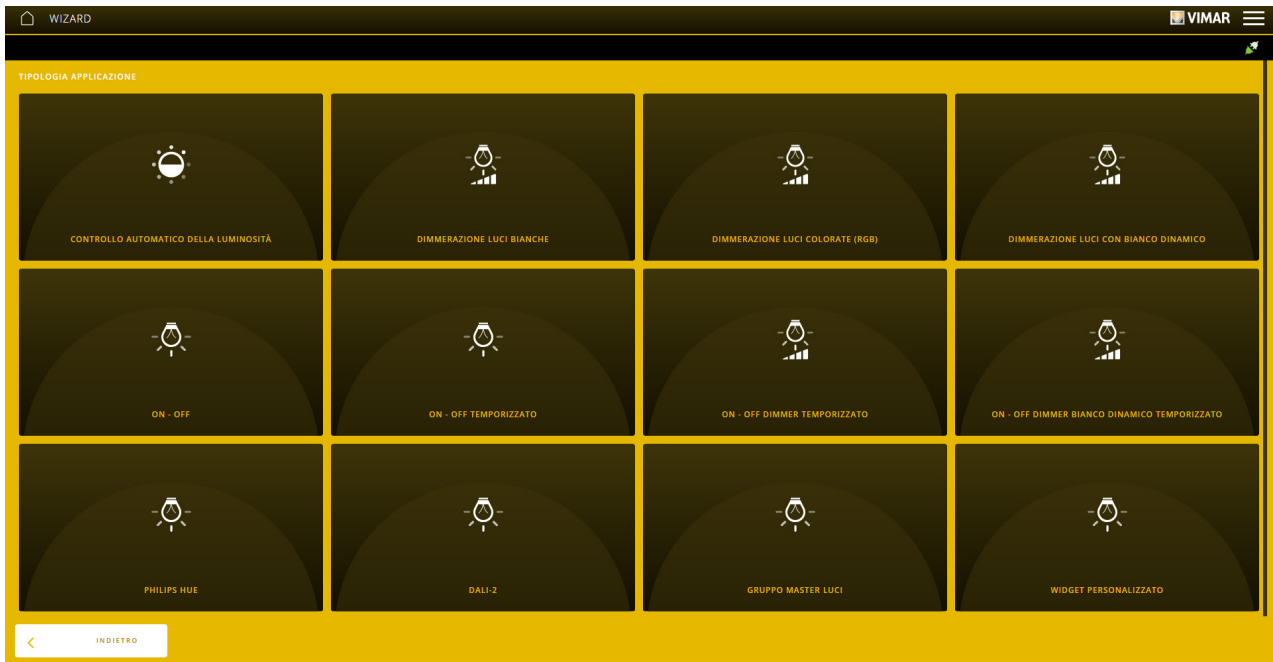 WIZARD
VIMAR
TIPOLOGIA APPLICAZIONE
CONTROLLO AUTOMATICO DELLA LUMINOSITÀ
DIMMERAZIONE LUCI BIANCHE
DIMMERAZIONE LUCI COLORATE (RGB)
DIMMERAZIONE LUCI CON BIANCO DINAMICO
ON - OFF
ON - OFF TEMPORIZZATO
ON - OFF DIMMER TEMPORIZZATO
ON - OFF DIMMER BIANCO DINAMICO TEMPORIZZATO
PHILIPS HUE
DALI-2
GRUPPO MASTER LUCI
WIDGET PERSONALIZZATO
INDIETRO